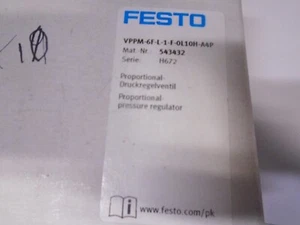 FESTO
VPPM-6F-L-1-F-0L10H-A4P
Mat.-Nr. 543432
Serie: H672
Proportional-
Druckregelventil
Proportional-
pressure regulator
www.festo.com/pk